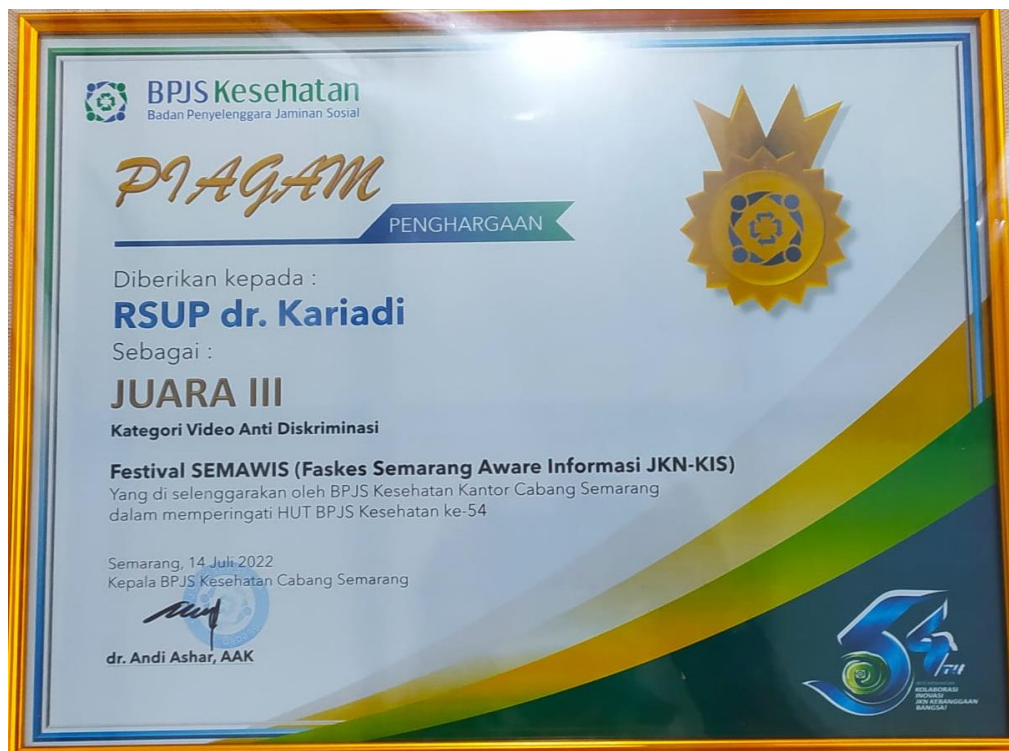 BPJS Kesehatan
Badan Penyelenggara Jaminan Sosial
PIAGAM
PENGHARGAAN
Diberikan kepada :
RSUP dr. Kariadi
Sebagai :
JUARA III
Kategori Video Anti Diskriminasi
Festival SEMAWIS (Faskes Semarang Aware Informasi JKN-KIS)
Yang di selenggarakan oleh BPJS Kesehatan Kantor Cabang Semarang
dalam memperingati HUT BPJS Kesehatan ke-54
Semarang, 14 Juli 2022
Kepala BPJS Kesehatan Cabang Semarang
dr. Andi Ashar, AAK
54TH
KOLABORASI
INOVASI
JKN KEBANGGAAN
BANGSA!